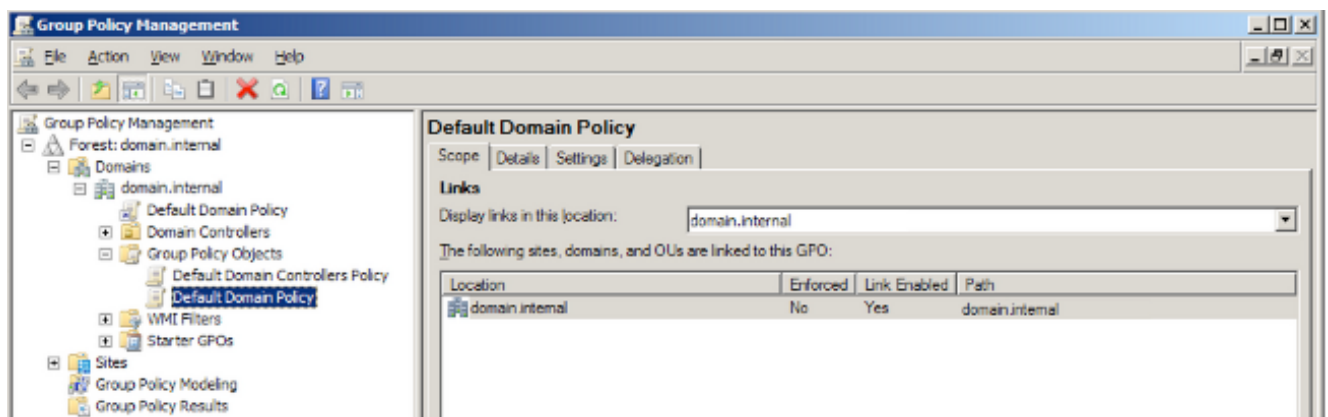 Group Policy Management
File Action View Window Help
Group Policy Management
Forest: domain.internal
Domains
domain.internal
Default Domain Policy
Domain Controllers
Group Policy Objects
Default Domain Controllers Policy
Default Domain Policy
WMI Filters
Starter GPOs
Sites
Group Policy Modeling
Group Policy Results
Default Domain Policy
Scope Details Settings Delegation
Links
Display links in this location: domain.internal
The following sites, domains, and OUs are linked to this GPO:
Location Enforced Link Enabled Path
domain.internal No Yes domain.internal